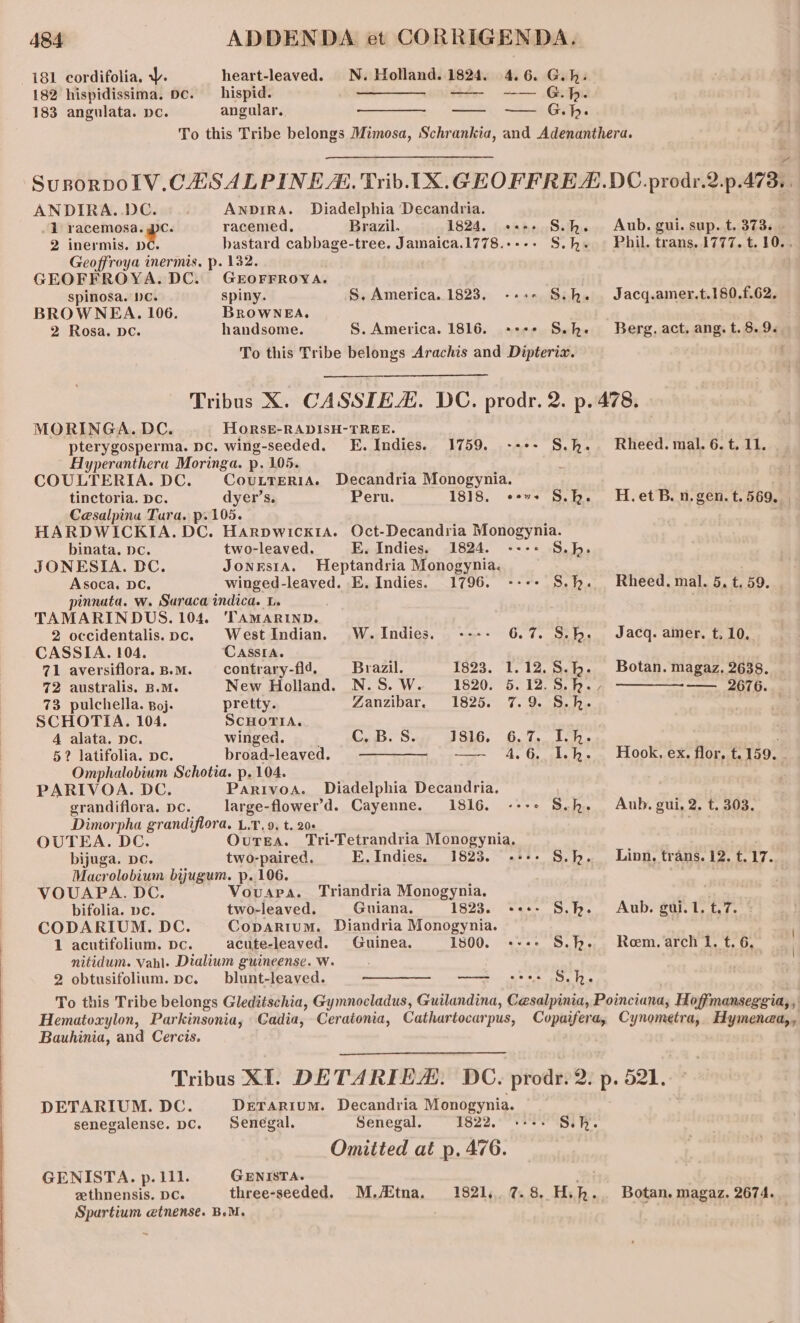 484 ADDENDA et CORRIGENDA.
181 cordifolia. heart-leaved. N. Holland. 1824. 4. 6. G.h.
182 hispidissima. DC. hispid. ——— —— —— G.h.
183 angulata. DC. angular. ——— —— —— G.h.
To this Tribe belongs Mimosa, Schrankia, and Adenanthera.
SUBORDO IV. CÆSALPINEÆ. Trib. IX. GEOFFREÆ. DC. prodr. 2. p. 473.
ANDIRA. DC. ANDIRA. Diadelphia Decandria.
1 racemosa. DC. racemed. Brazil. 1824. .... S.h. Aub. gui. sup. t. 373.
2 inermis. DC. bastard cabbage-tree. Jamaica. 1778. .... S.h. Phil. trans. 1777. t. 10.
Geoffroya inermis. p. 132.
GEOFFROYA. DC. GEOFFROYA.
spinosa. DC. spiny. S. America. 1823. .... S.h. Jacq. amer. t. 180. f. 62.
BROWNEA. 106. BROWNEA.
2 Rosa. DC. handsome. S. America. 1816. .... S.h. Berg. act. ang. t. 8. 9.
To this Tribe belongs Arachis and Dipterix.
Tribus X. CASSIEÆ. DC. prodr. 2. p. 478.
MORINGA. DC. HORSE-RADISH-TREE.
pterygosperma. DC. wing-seeded. E. Indies. 1759. .... S.h. Rheed. mal. 6. t. 11.
Hyperanthera Moringa. p. 105.
COULTERIA. DC. COULTERIA. Decandria Monogynia.
tinctoria. DC. dyer's. Peru. 1818. .... S.h. H. et B. n. gen. t. 569.
Cæsalpina Tara. p. 105.
HARDWICKIA. DC. HARDWICKIA. Oct-Decandria Monogynia.
binata. DC. two-leaved. E. Indies. 1824. .... S.h.
JONESIA. DC. JONESIA. Heptandria Monogynia.
Asoca. DC. winged-leaved. E. Indies. 1796. .... S.h. Rheed. mal. 5. t. 59.
pinnata. W. Saraca indica. L.
TAMARINDUS. 104. TAMARIND.
2 occidentalis. DC. West Indian. W. Indies. .... 6. 7. S.h. Jacq. amer. t. 10.
CASSIA. 104. CASSIA.
71 aversiflora. B.M. contrary-fld. Brazil. 1823. 1. 12. S.h. Botan. magaz. 2638.
72 australis. B.M. New Holland. N. S. W. 1820. 5. 12. S.h. ——— —— 2676.
73 pulchella. Boj. pretty. Zanzibar. 1825. 7. 9. S.h.
SCHOTIA. 104. SCHOTIA.
4 alata. DC. winged. C. B. S. 1816. 6. 7. I.h.
5? latifolia. DC. broad-leaved. ——— —— 4. 6. I.h. Hook. ex. flor. t. 159.
Omphalobium Schotia. p. 104.
PARIVOA. DC. PARIVOA. Diadelphia Decandria.
grandiflora. DC. large-flower'd. Cayenne. 1816. .... S.h. Aub. gui. 2. t. 303.
Dimorpha grandiflora. L.T. 9. t. 20.
OUTEA. DC. OUTEA. Tri-Tetrandria Monogynia.
bijuga. DC. two-paired. E. Indies. 1823. .... S.h. Linn. trans. 12. t. 17.
Macrolobium bijugum. p. 106.
VOUAPA. DC. VOUAPA. Triandria Monogynia.
bifolia. DC. two-leaved. Guiana. 1823. .... S.h. Aub. gui. 1. t. 7.
CODARIUM. DC. CODARIUM. Diandria Monogynia.
1 acutifolium. DC. acute-leaved. Guinea. 1800. .... S.h. Rœm. arch 1. t. 6.
nitidum. Vahl. Dialium guineense. W.
2 obtusifolium. DC. blunt-leaved. ——— —— .... S.h.
To this Tribe belongs Gleditschia, Gymnocladus, Guilandina, Cæsalpinia, Poinciana, Hoffmanseggia,
Hematoxylon, Parkinsonia, Cadia, Ceratonia, Cathartocarpus, Copaifera, Cynometra, Hymenæa,
Bauhinia, and Cercis.
Tribus XI. DETARIEÆ. DC. prodr. 2. p. 521.
DETARIUM. DC. DETARIUM. Decandria Monogynia.
senegalense. DC. Senegal. Senegal. 1822. .... S.h.
Omitted at p. 476.
GENISTA. p. 111. GENISTA.
æthnensis. DC. three-seeded. M. Ætna. 1821. 7. 8. H.h. Botan. magaz. 2674.
Spartium ætnense. B.M.